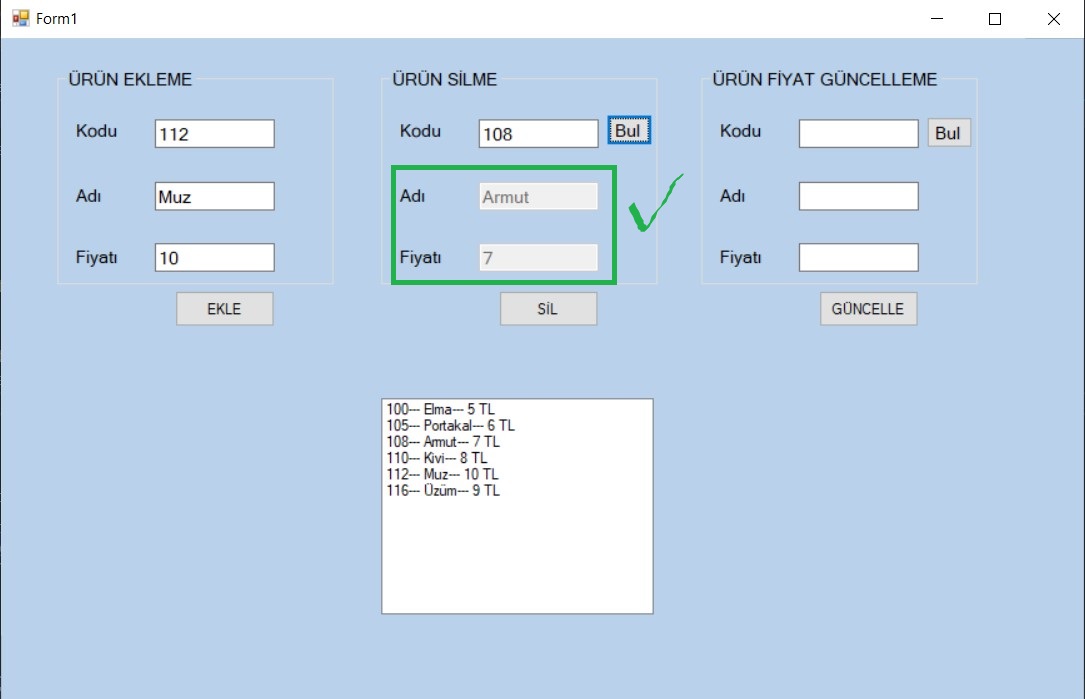 Form1
ÜRÜN EKLEME
Kodu 112
Adı Muz
Fiyatı 10
EKLE
ÜRÜN SİLME
Kodu 108 Bul
Adı Armut
Fiyatı 7
SİL
ÜRÜN FİYAT GÜNCELLEME
Kodu Bul
Adı
Fiyatı
GÜNCELLE
100--- Elma--- 5 TL
105--- Portakal--- 6 TL
108--- Armut--- 7 TL
110--- Kivi--- 8 TL
112--- Muz--- 10 TL
116--- Üzüm--- 9 TL